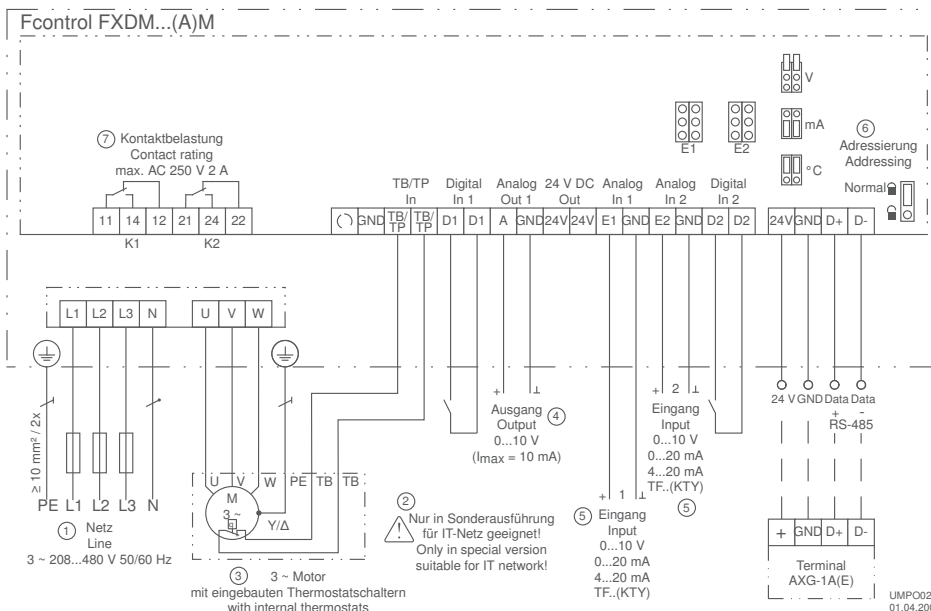 Fcontrol FXDM...(A)M
⑦ Kontaktbelastung
Contact rating
max. AC 250 V 2 A
11 14 12 21 24 22
K1 K2
E1 E2
V
mA
°C
⑥
Adressierung
Addressing
Normal
TB/TP Digital Analog 24 V DC Analog Analog Digital
In In 1 Out 1 Out In 1 In 2 In 2
GND TB/TP TB/TP D1 D1 A GND 24V 24V E1 GND E2 GND D2 D2 24V GND D+ D-
L1 L2 L3 N U V W
≥ 10 mm² / 2x
PE L1 L2 L3 N
① Netz
Line
3 ~ 208...480 V 50/60 Hz
U V W PE TB TB
M
3 ~
Y/Δ
③ 3 ~ Motor
mit eingebauten Thermostatschaltern
with internal thermostats
②
Nur in Sonderausführung
für IT-Netz geeignet!
Only in special version
suitable for IT network!
+ ⊥
Ausgang ④
Output
0...10 V
(Imax = 10 mA)
+ 1 ⊥
⑤ Eingang
Input
0...10 V
0...20 mA
4...20 mA
TF..(KTY)
+ 2 ⊥
Eingang
Input
0...10 V
0...20 mA
4...20 mA
TF..(KTY)
⑤
24 V GND Data Data
+ -
RS-485
+ GND D+ D-
Terminal
AXG-1A(E)
UMPO02
01.04.200